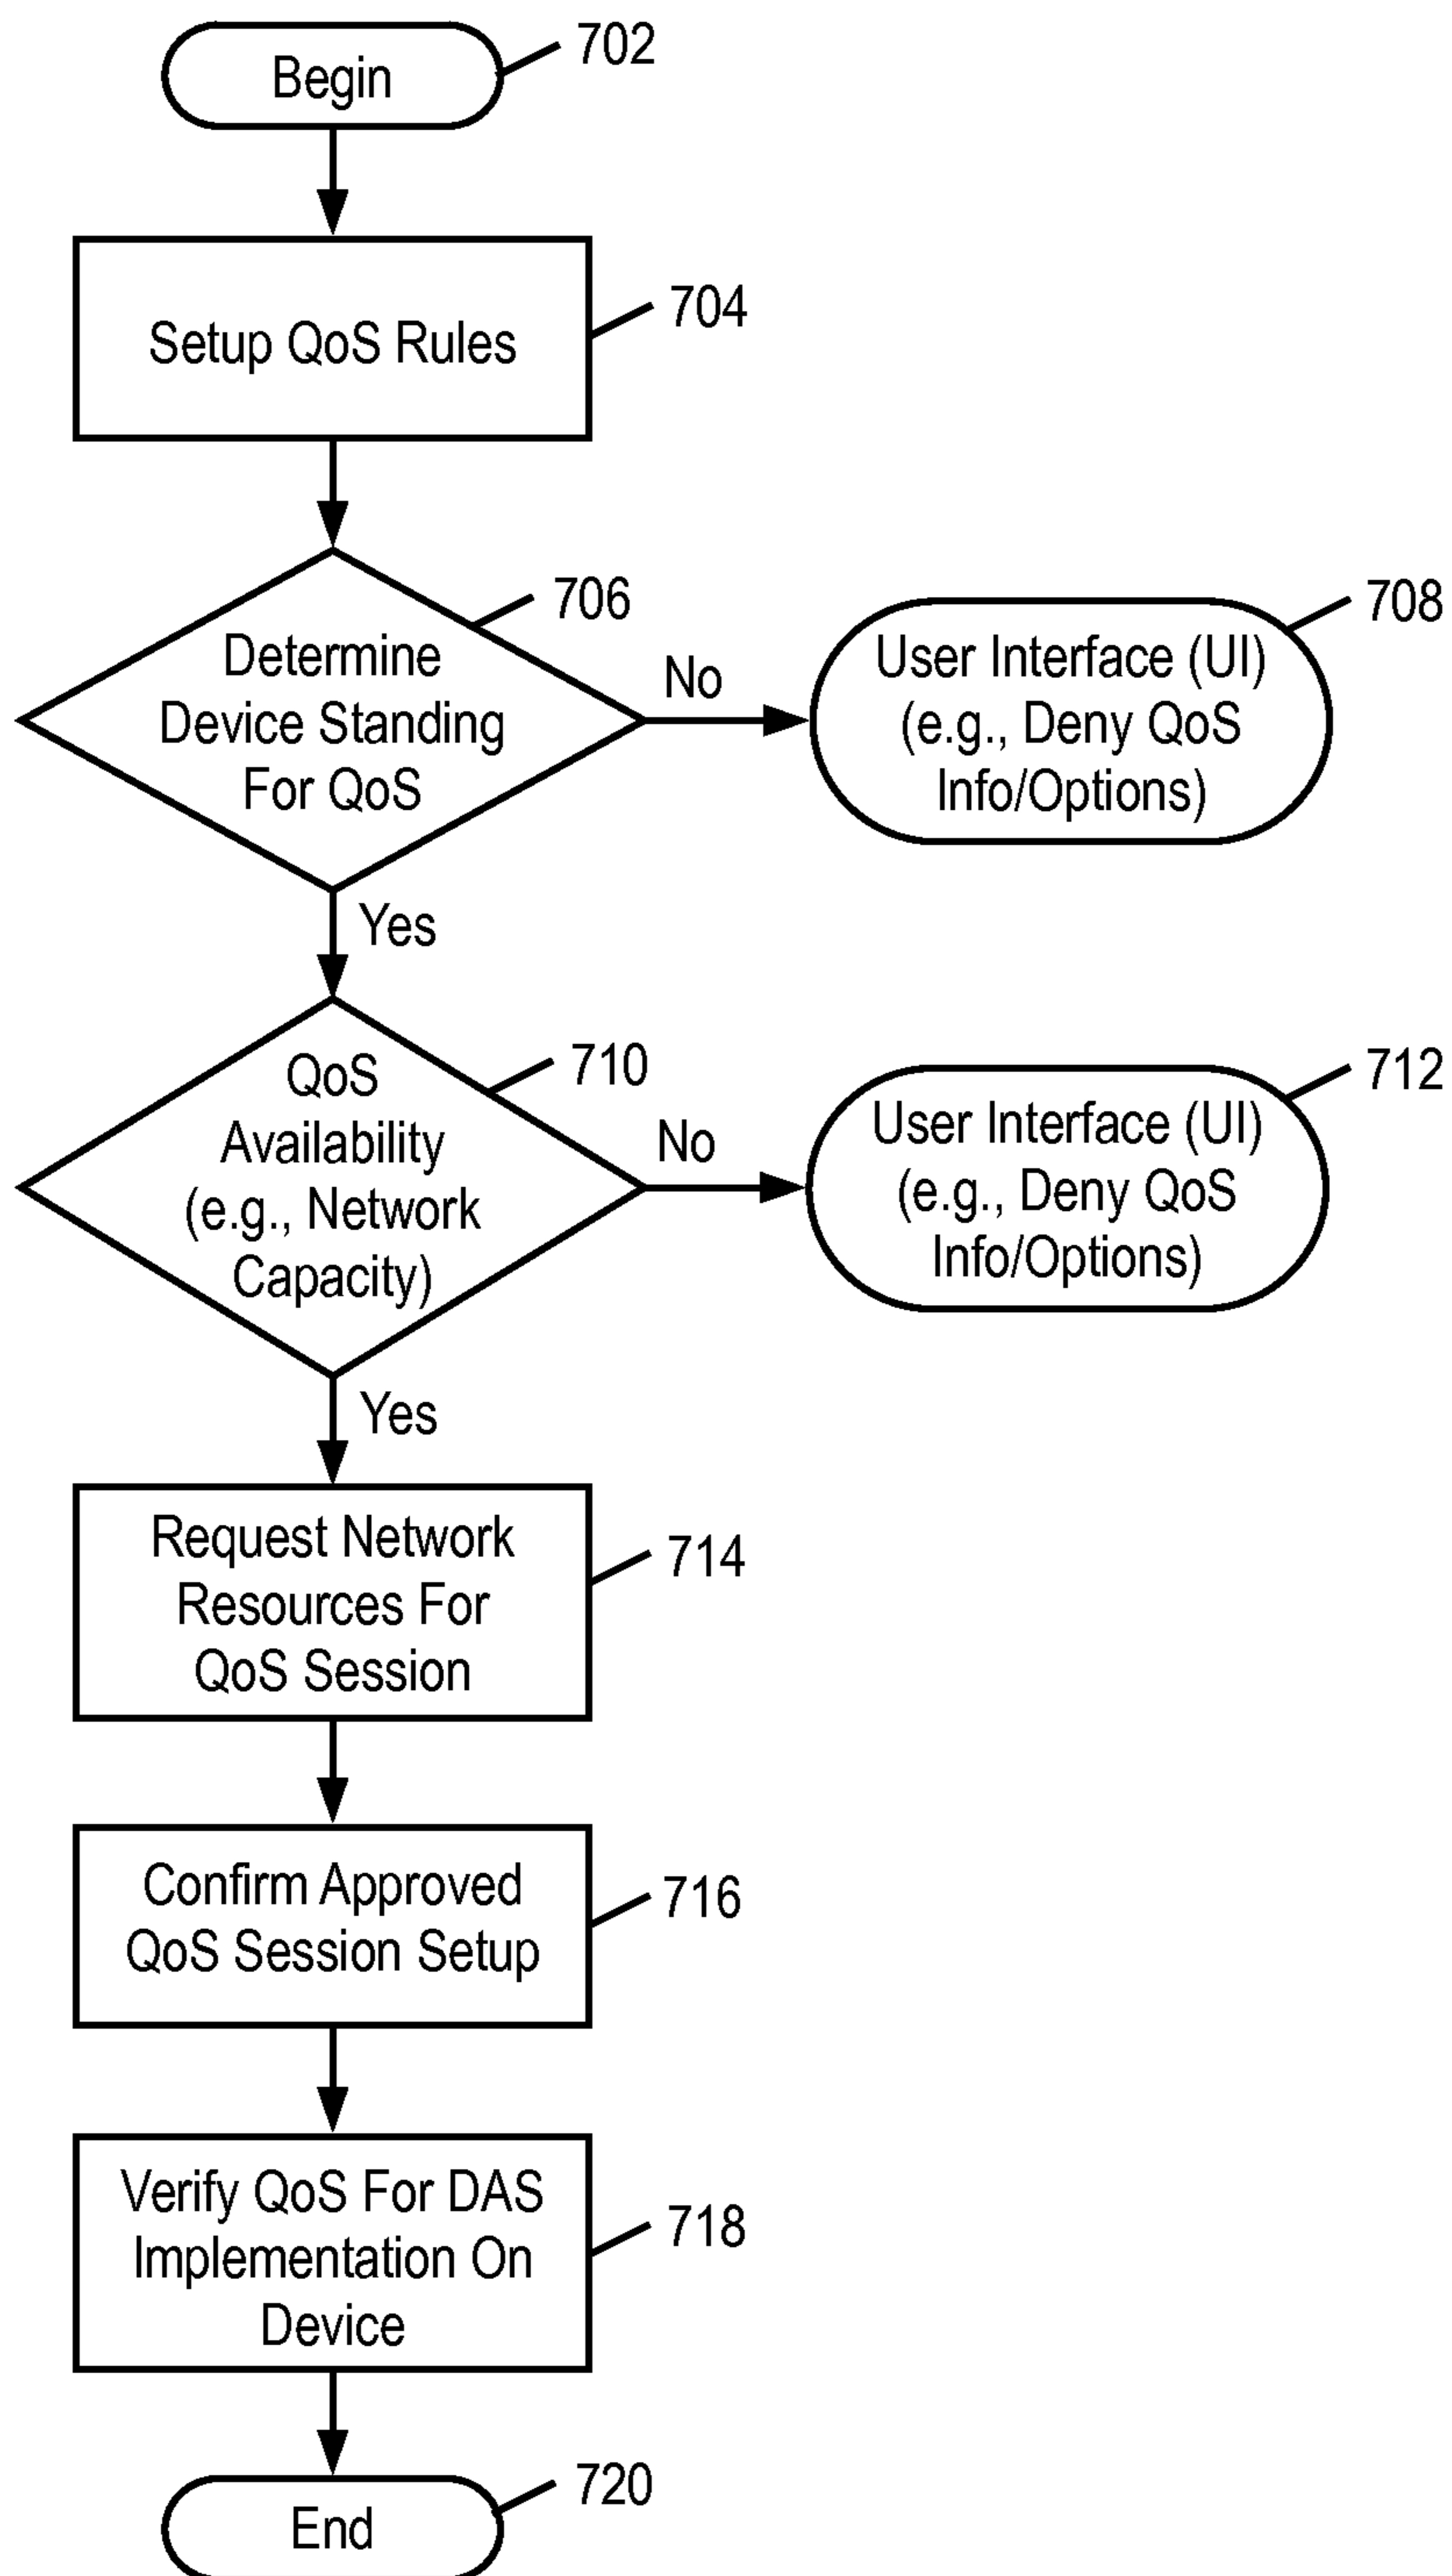 Begin
702
Setup QoS Rules
704
706
Determine
Device Standing
For QoS
No
708
User Interface (UI)
(e.g., Deny QoS
Info/Options)
Yes
710
QoS
Availability
(e.g., Network
Capacity)
No
712
User Interface (UI)
(e.g., Deny QoS
Info/Options)
Yes
Request Network
Resources For
QoS Session
714
Confirm Approved
QoS Session Setup
716
Verify QoS For DAS
Implementation On
Device
718
End
720